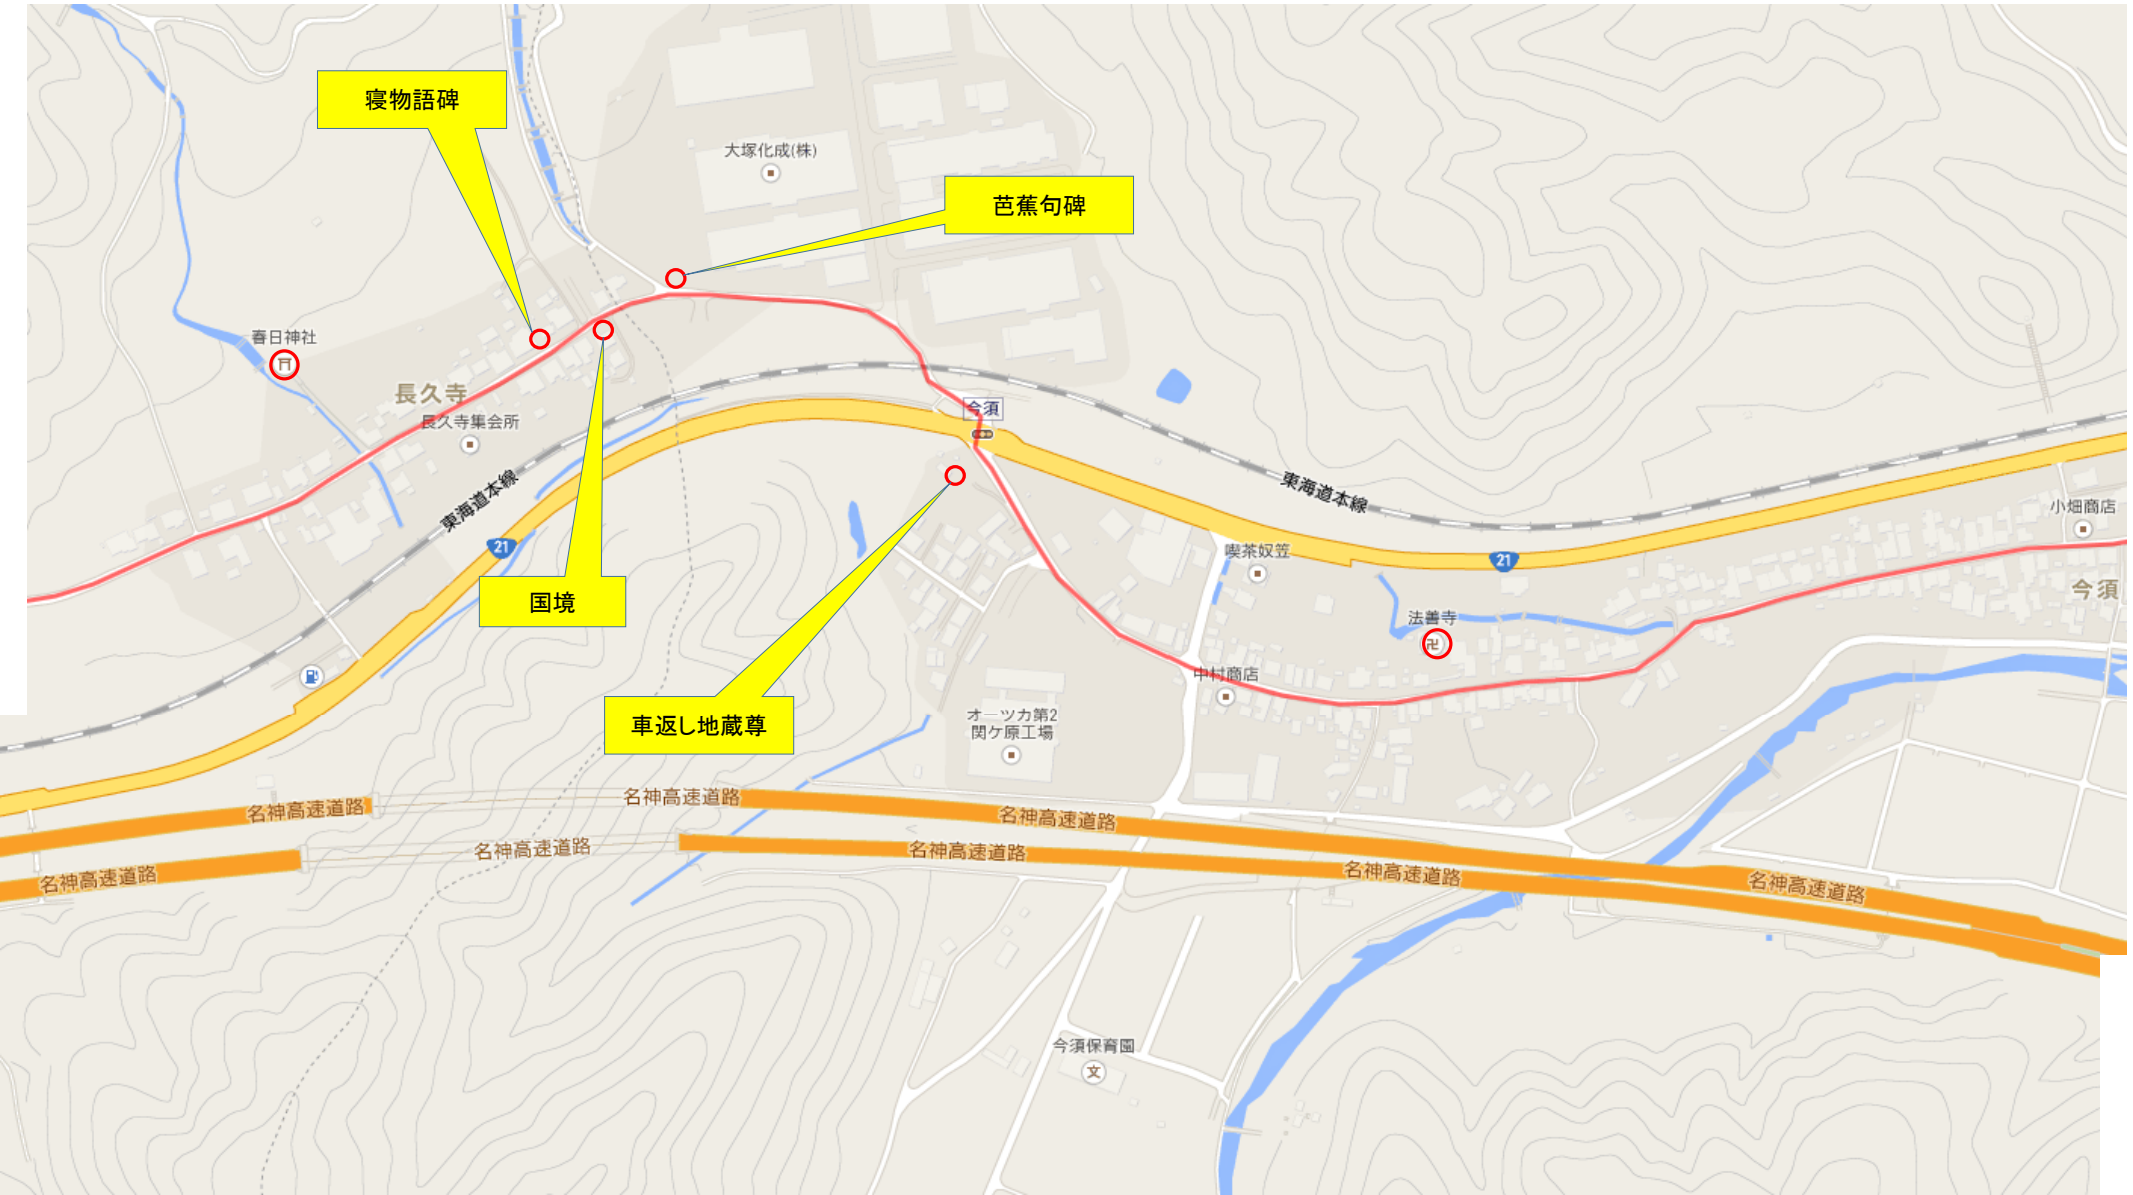 寝物語碑
大塚化成(株)
芭蕉句碑
春日神社
長久寺
長久寺集会所
今須
東海道本線
東海道本線
21
国境
喫茶奴笠
21
小畑商店
今須
法善寺
中村商店
車返し地蔵尊
オーツカ第2
関ケ原工場
名神高速道路
名神高速道路
名神高速道路
名神高速道路
名神高速道路
名神高速道路
名神高速道路
名神高速道路
今須保育園
文